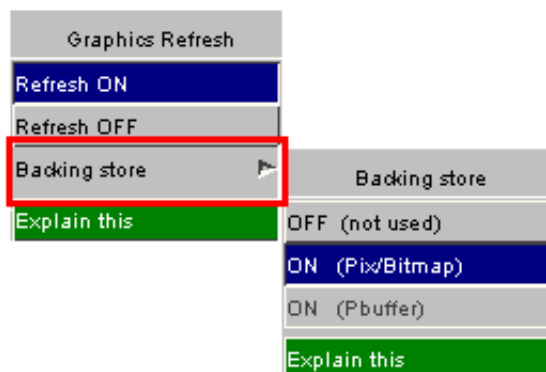 Graphics Refresh
Refresh ON
Refresh OFF
Backing store
Explain this
Backing store
OFF (not used)
ON (Pix/Bitmap)
ON (Pbuffer)
Explain this